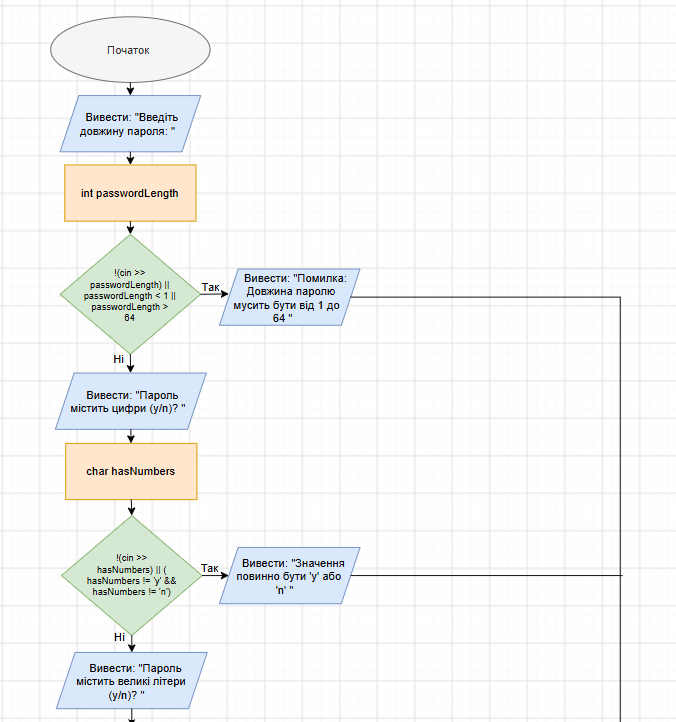 Початок
Вивести: "Введіть
довжину пароля: "
int passwordLength
!(cin >>
passwordLength) ||
passwordLength < 1 ||
passwordLength >
64
Так
Вивести: "Помилка:
Довжина паролю
мусить бути від 1 до
64 "
Ні
Вивести: "Пароль
містить цифри (y/n)? "
char hasNumbers
!(cin >>
hasNumbers) || (
hasNumbers != 'y' &&
hasNumbers != 'n')
Так
Вивести: "Значення
повинно бути 'y' або
'n' "
Ні
Вивести: "Пароль
містить великі літери
(y/n)? "